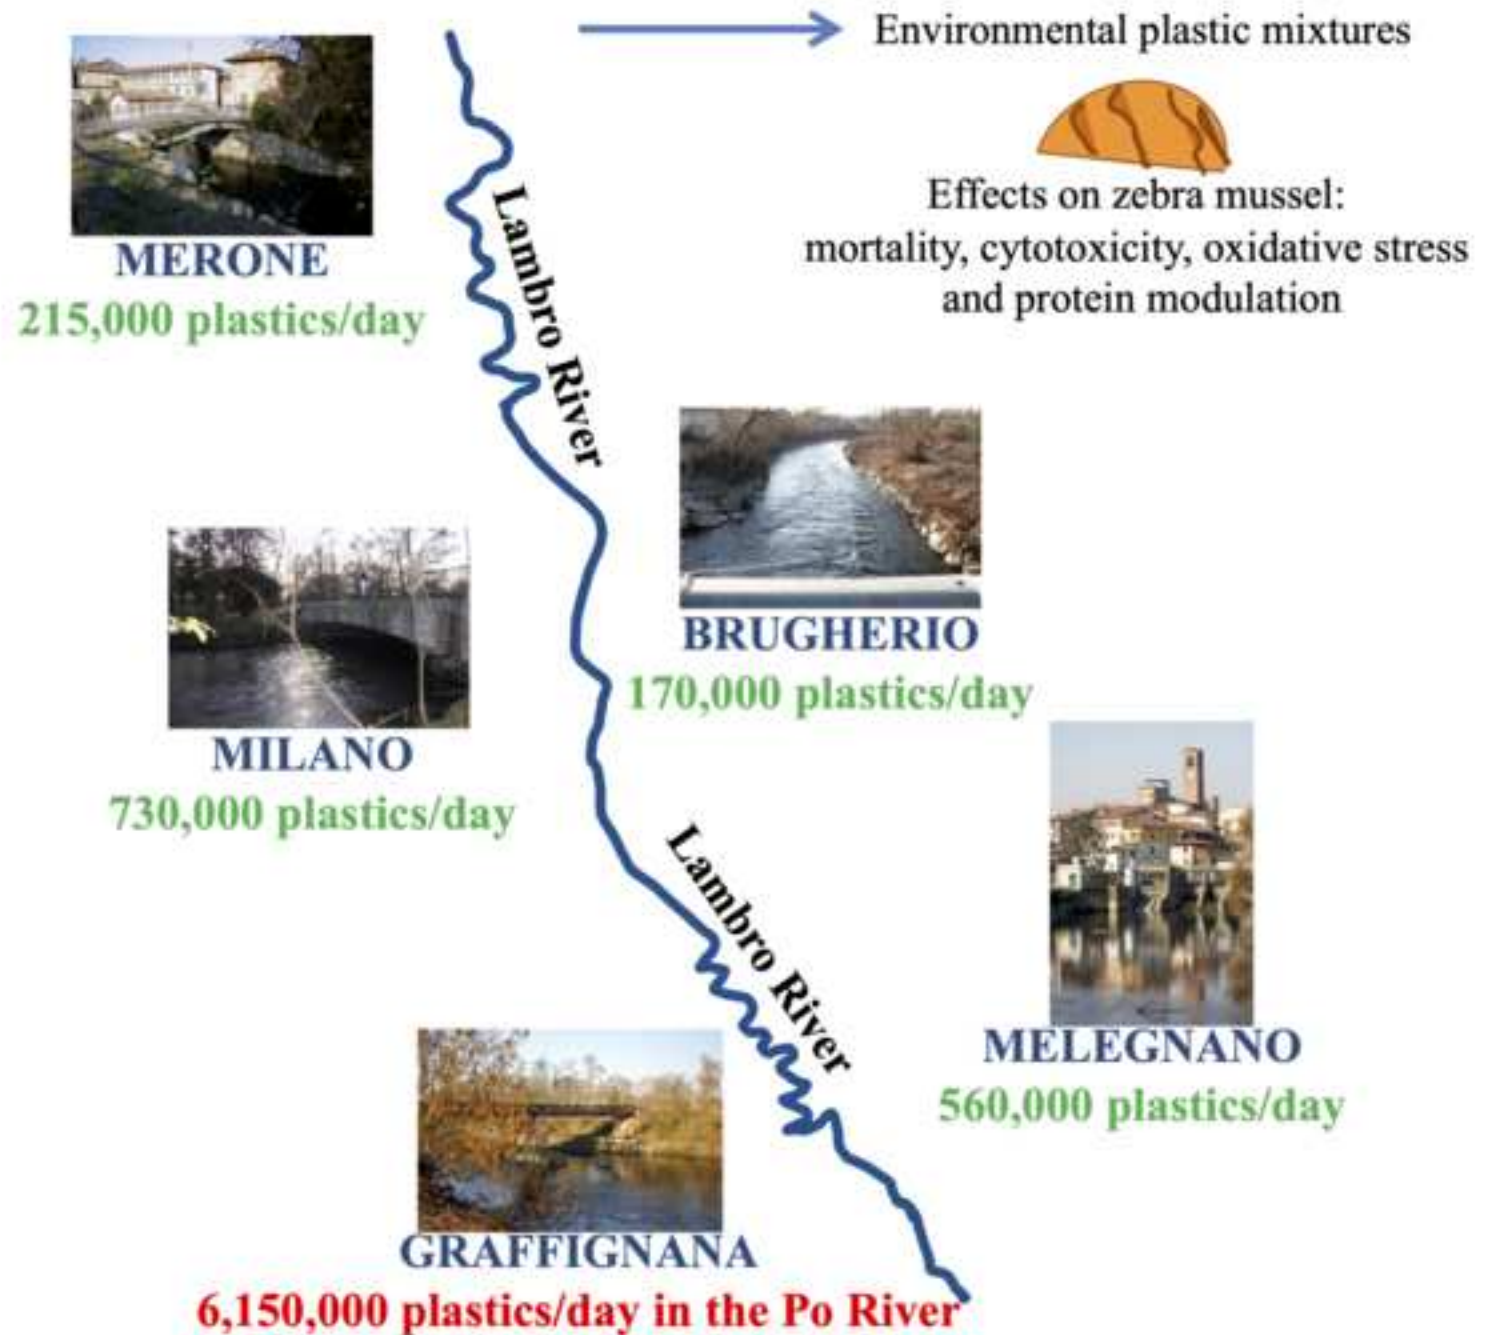 Environmental plastic mixtures
Effects on zebra mussel:
mortality, cytotoxicity, oxidative stress
and protein modulation
MERONE
215,000 plastics/day
Lambro River
BRUGHERIO
170,000 plastics/day
MILANO
730,000 plastics/day
Lambro River
MELEGNANO
560,000 plastics/day
GRAFFIGNANA
6,150,000 plastics/day in the Po River